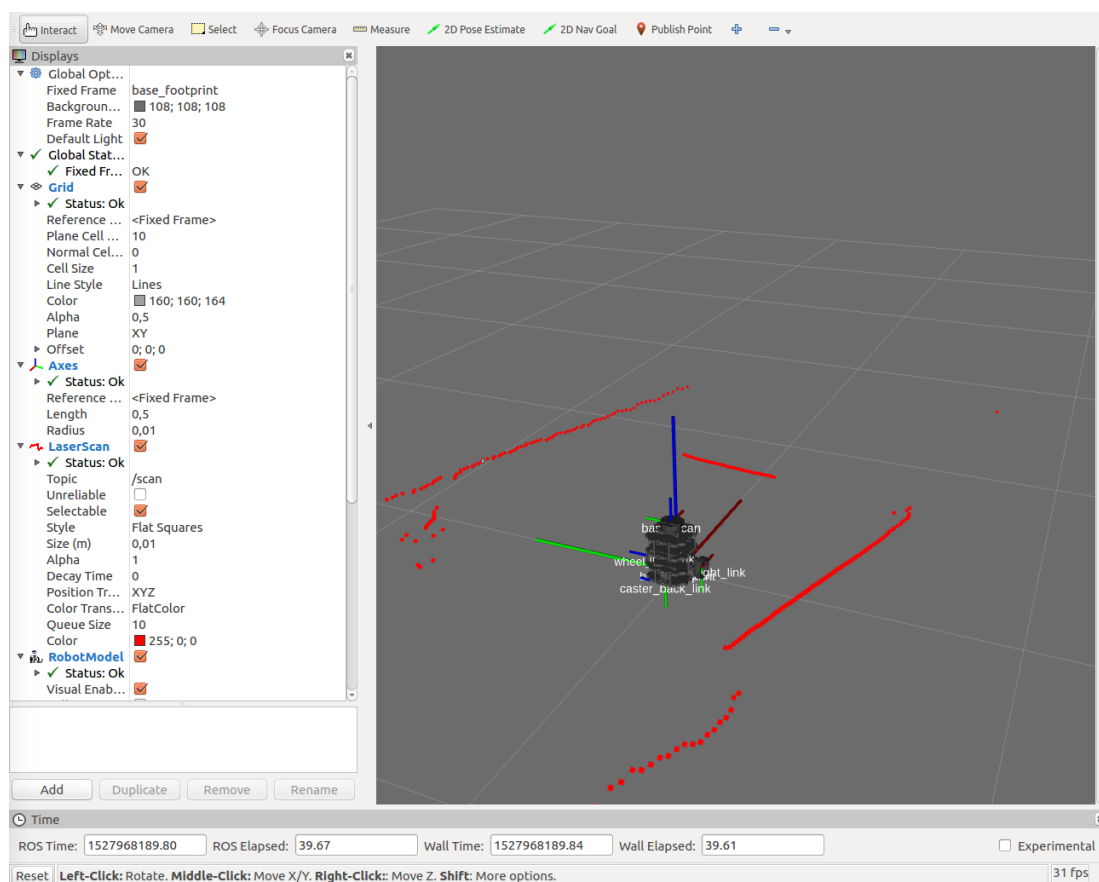 Interact Move Camera Select Focus Camera Measure 2D Pose Estimate 2D Nav Goal Publish Point
Displays
Global Opt...
Fixed Frame base_footprint
Backgroun... 108; 108; 108
Frame Rate 30
Default Light
Global Stat...
Fixed Fr... OK
Grid
Status: Ok
Reference ... <Fixed Frame>
Plane Cell ... 10
Normal Cel... 0
Cell Size 1
Line Style Lines
Color 160; 160; 164
Alpha 0,5
Plane XY
Offset 0; 0; 0
Axes
Status: Ok
Reference ... <Fixed Frame>
Length 0,5
Radius 0,01
LaserScan
Status: Ok
Topic /scan
Unreliable
Selectable
Style Flat Squares
Size (m) 0,01
Alpha 1
Decay Time 0
Position Tr... XYZ
Color Trans... FlatColor
Queue Size 10
Color 255; 0; 0
RobotModel
Status: Ok
Visual Enab...
caster_back_link
Add Duplicate Remove Rename
Time
ROS Time: 1527968189.80 ROS Elapsed: 39.67 Wall Time: 1527968189.84 Wall Elapsed: 39.61 Experimental
Reset Left-Click: Rotate. Middle-Click: Move X/Y. Right-Click:: Move Z. Shift: More options. 31 fps